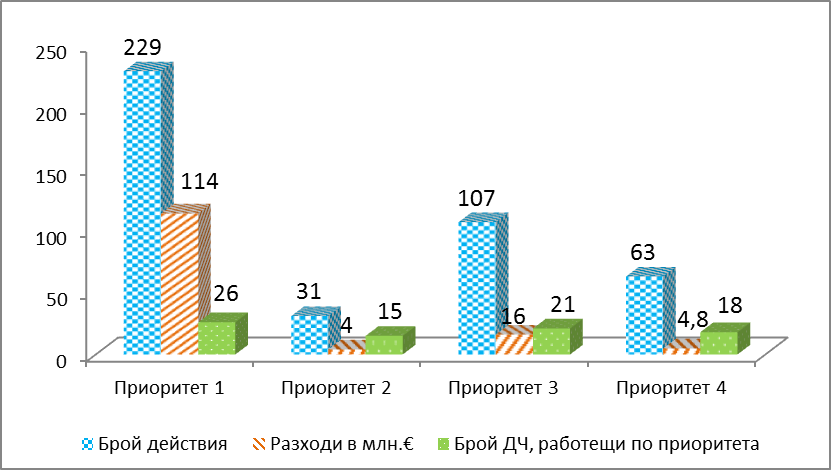 250
200
150
100
50
0
229
114
26
31
4
15
107
16
21
63
4,8
18
Приоритет 1
Приоритет 2
Приоритет 3
Приоритет 4
Брой действия
Разходи в млн.€
Брой ДЧ, работещи по приоритета